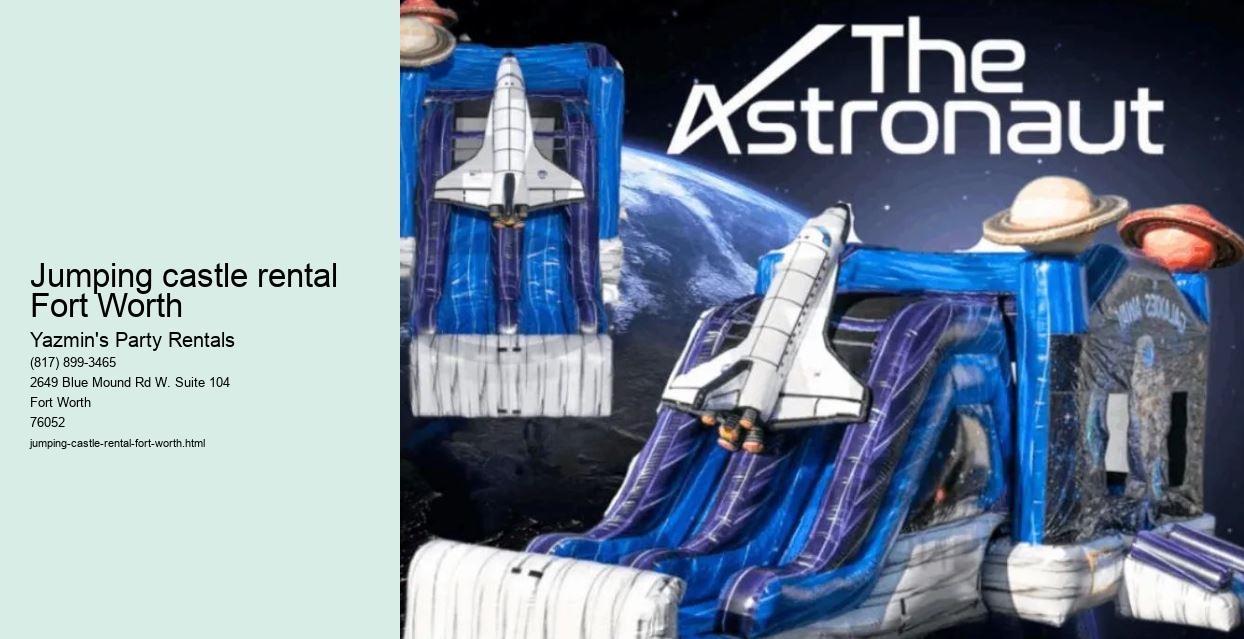 Jumping castle rental
Fort Worth
Yazmin's Party Rentals
(817) 899-3465
2649 Blue Mound Rd W. Suite 104
Fort Worth
76052
jumping-castle-rental-fort-worth.html
The
Astronaut